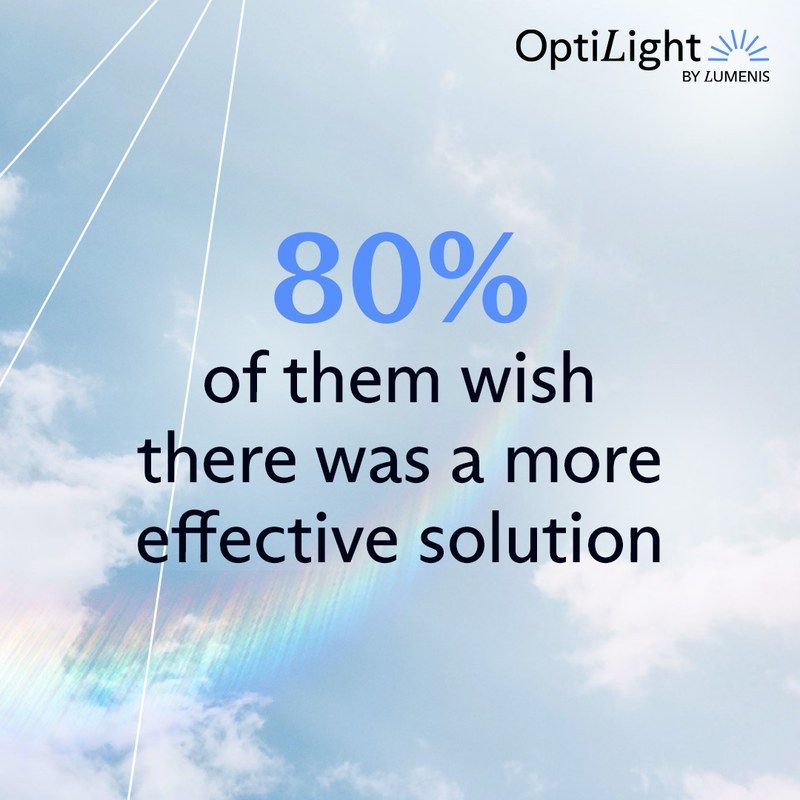 OptiLight
BY LUMENIS
80%
of them wish
there was a more
effective solution